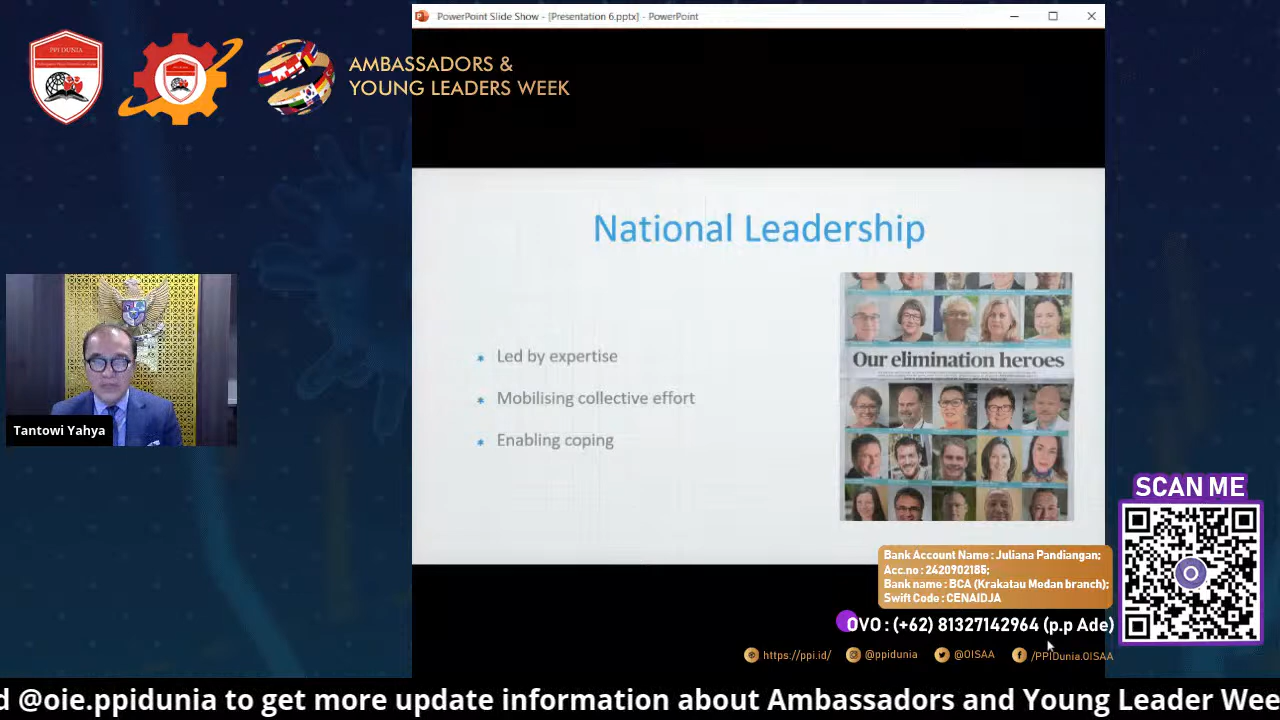 PowerPoint Slide Show - [Presentation 6.pptx] - PowerPoint
PPI DUNIA
AMBASSADORS &
YOUNG LEADERS WEEK
National Leadership
Led by expertise
Mobilising collective effort
Enabling coping
Our elimination heroes
Tantowi Yahya
SCAN ME
Bank Account Name : Juliana Pandiangan;
Acc.no : 2420902185;
Bank name : BCA (Krakatau Medan branch);
Swift Code : CENAIDJA
OVO : (+62) 81327142964 (p.p Ade)
https://ppi.id/ @ppidunia @OISAA /PPIDunia.OISAA
d @oie.ppidunia to get more update information about Ambassadors and Young Leader Wee